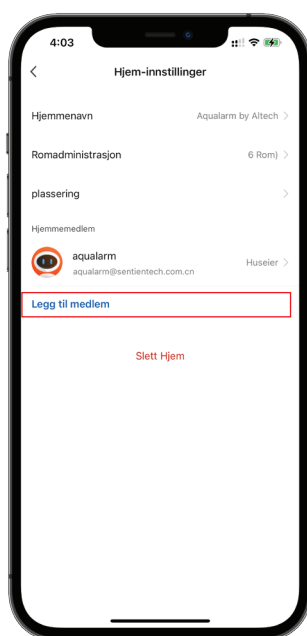 4:03
Hjem-innstillinger
Hjemmenavn Aqualarm by Altech
Romadministrasjon 6 Rom)
plassering
Hjemmemedlem
aqualarm
aqualarm@sentientech.com.cn
Huseier
Legg til medlem
Slett Hjem